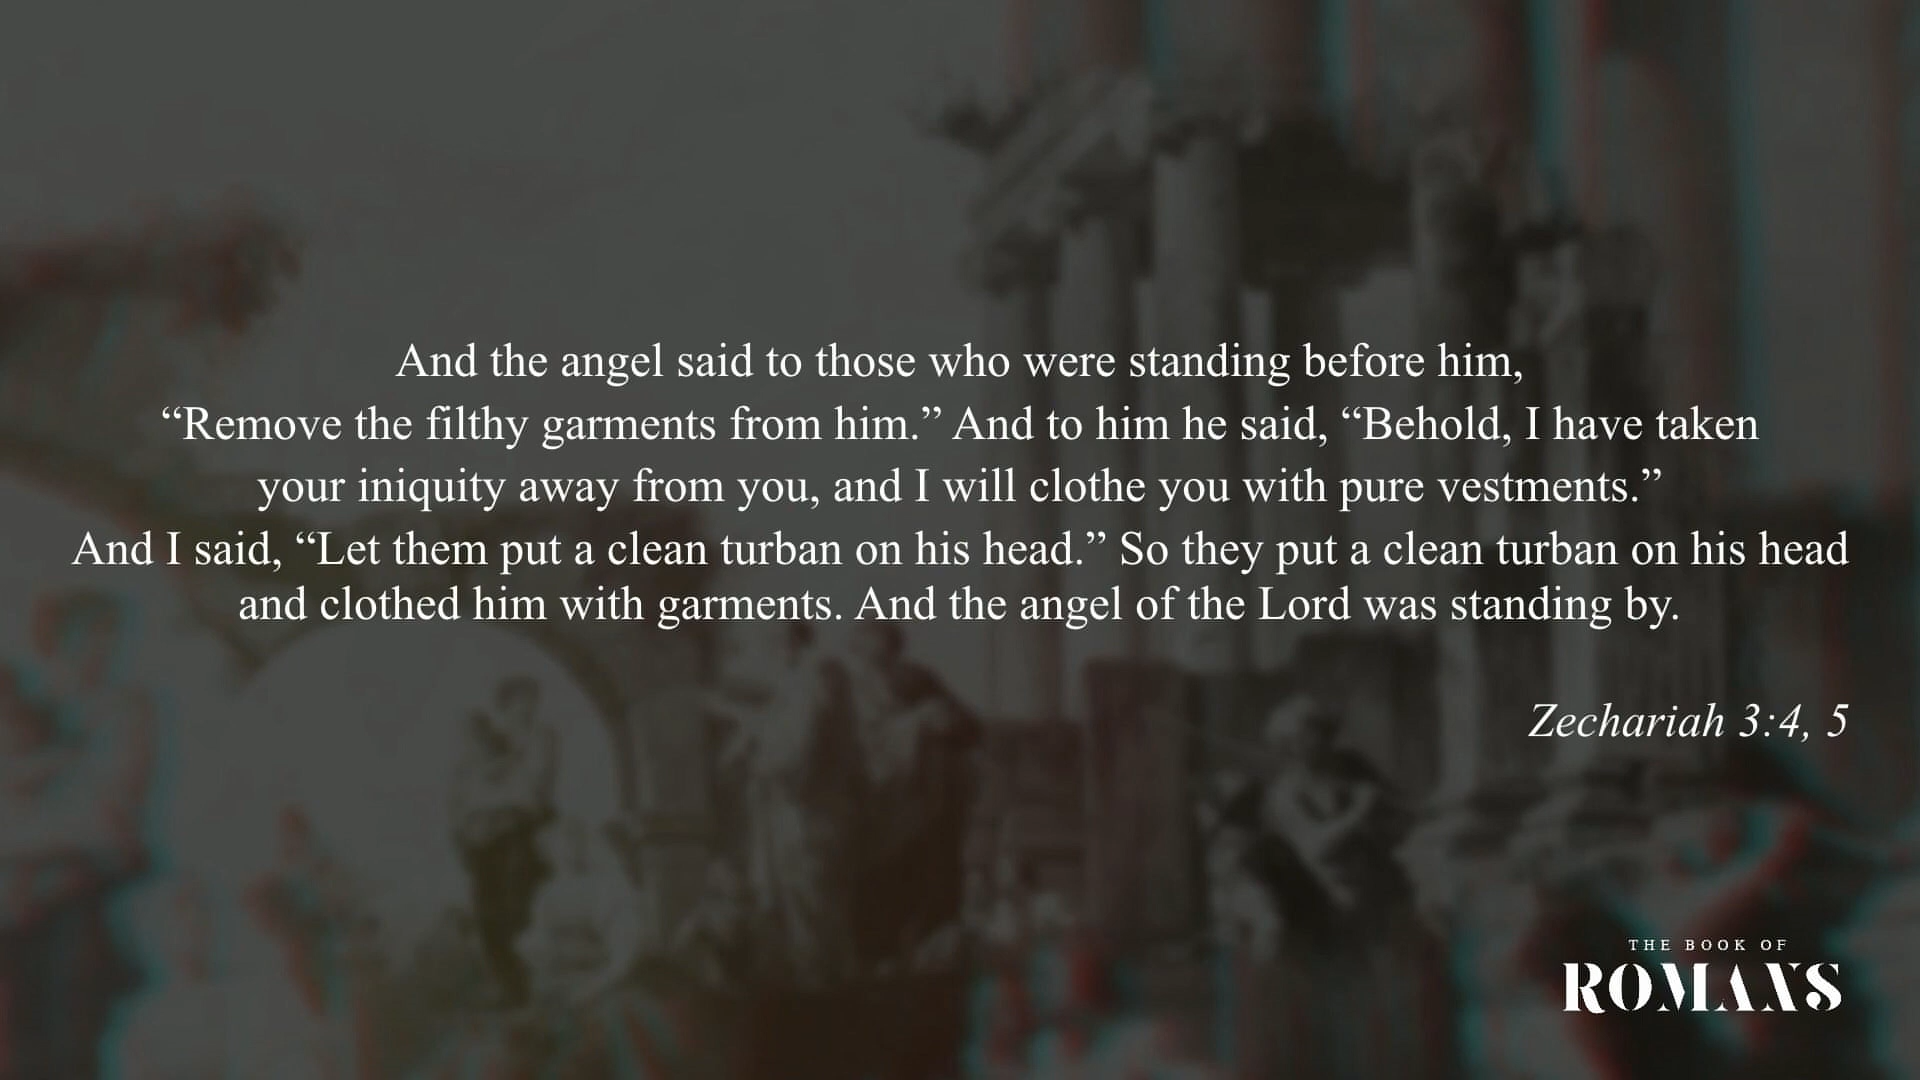 And the angel said to those who were standing before him,
“Remove the filthy garments from him.” And to him he said, “Behold, I have taken
your iniquity away from you, and I will clothe you with pure vestments.”
And I said, “Let them put a clean turban on his head.” So they put a clean turban on his head
and clothed him with garments. And the angel of the Lord was standing by.
Zechariah 3:4, 5
THE BOOK OF
ROMANS